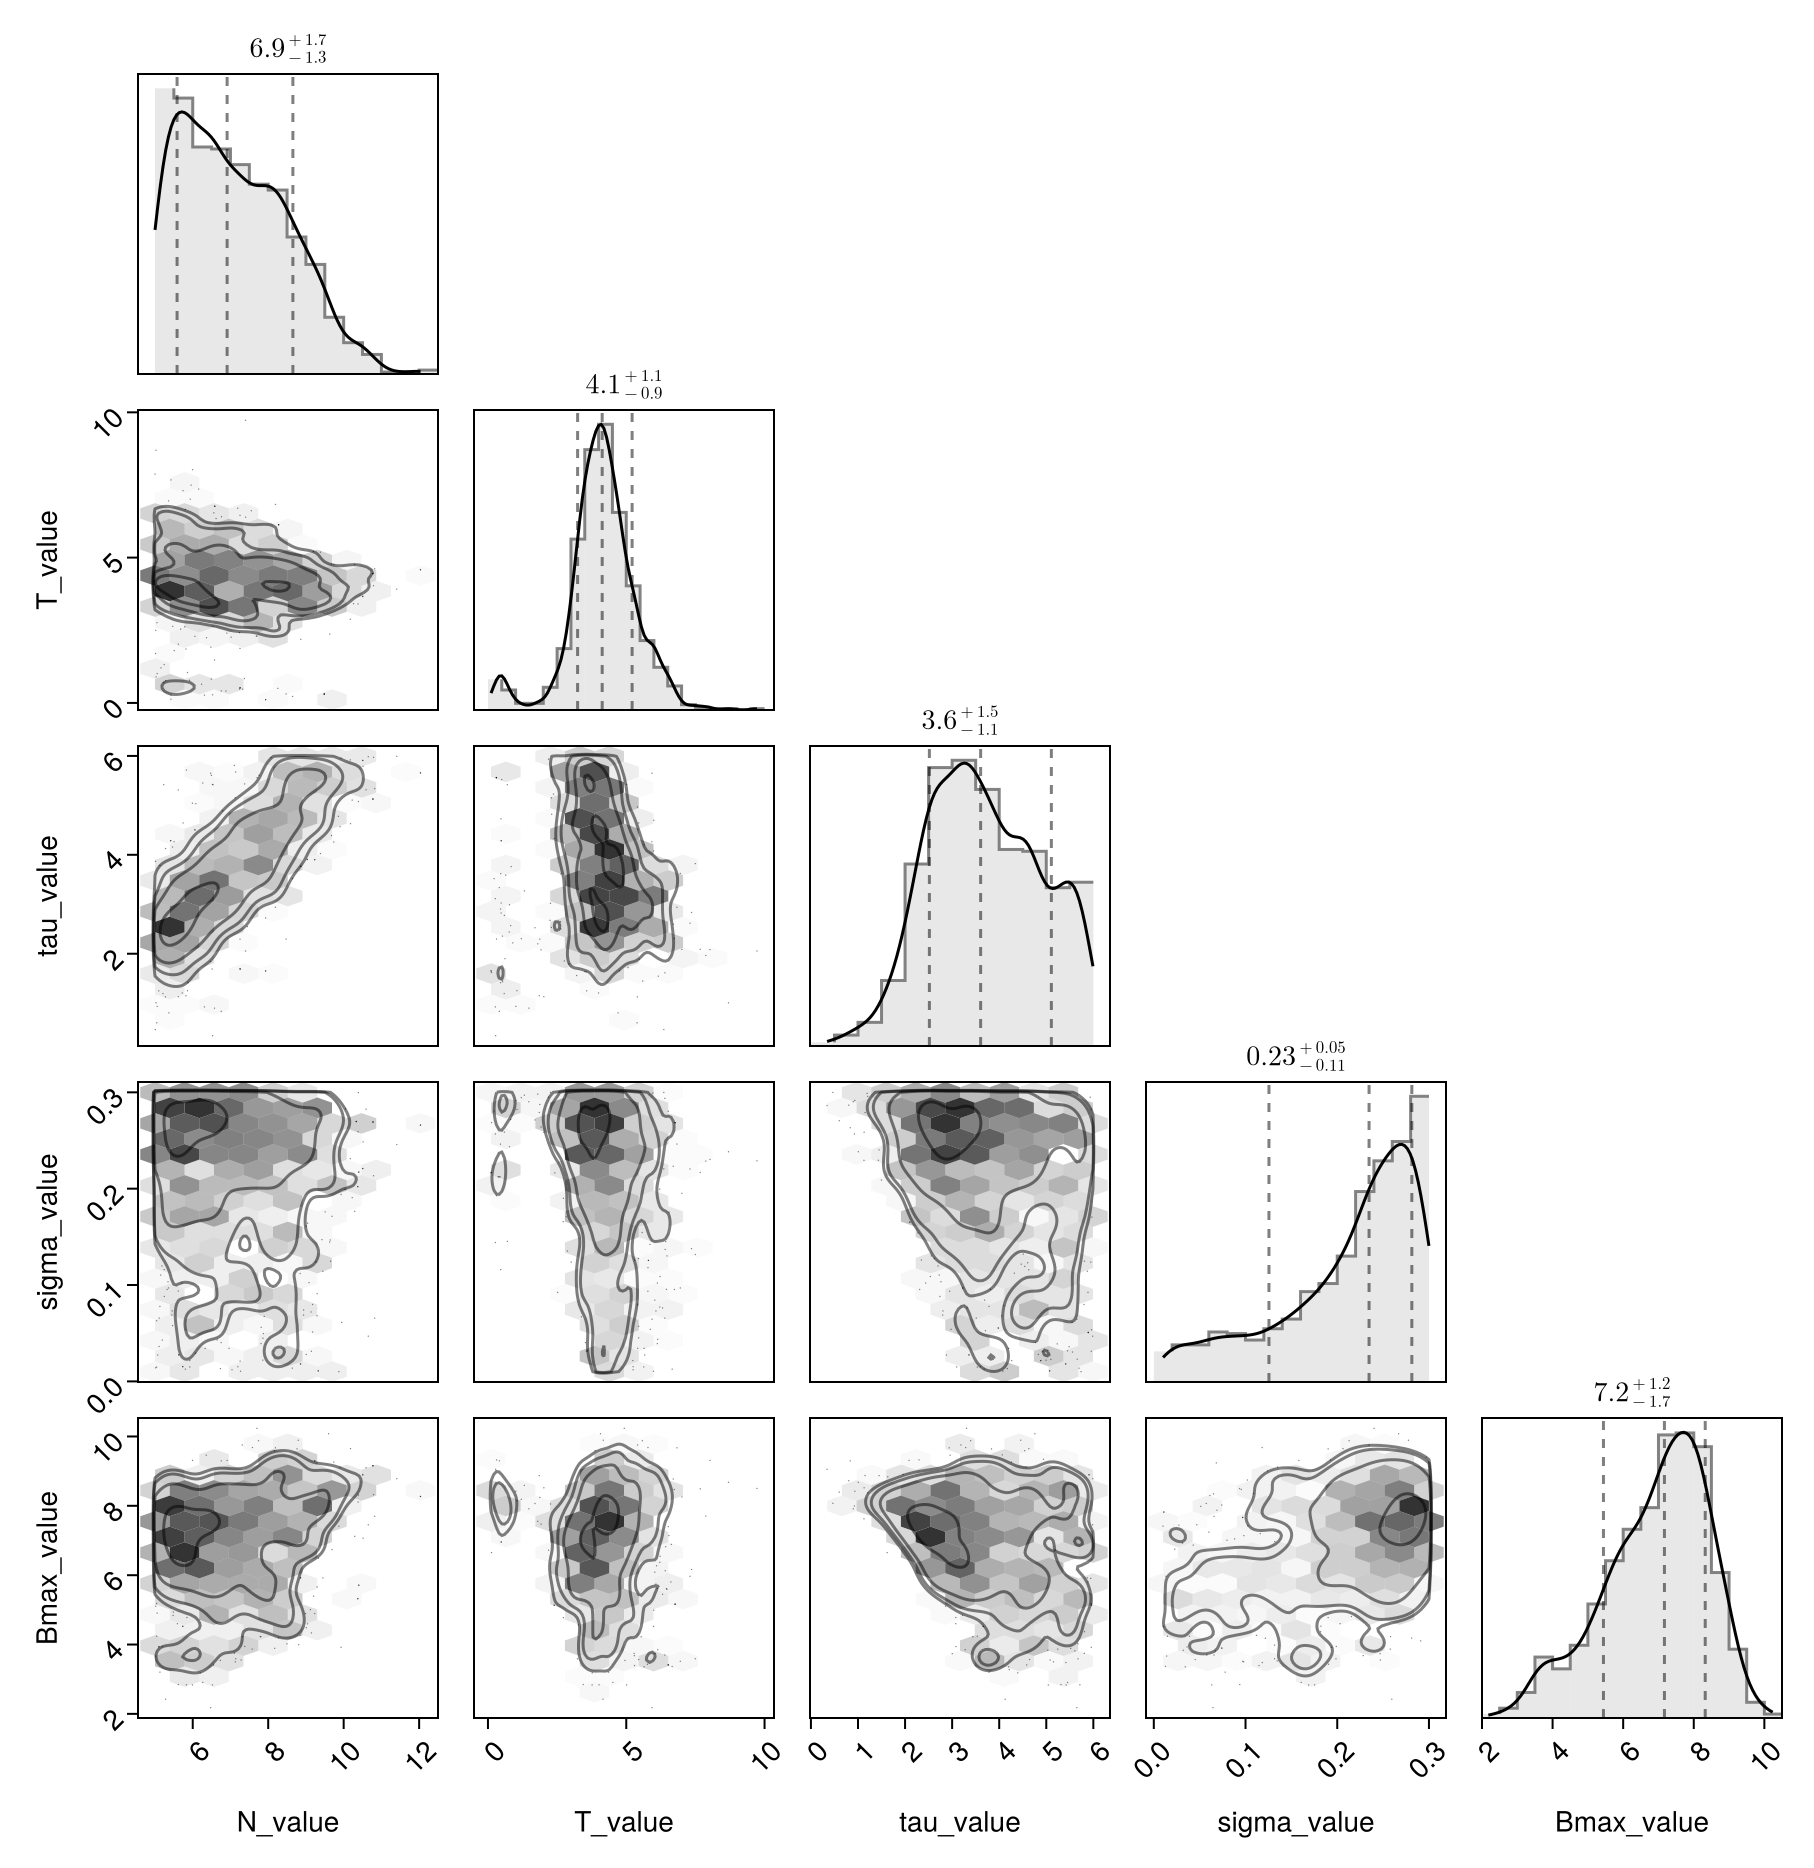 6.9 +1.7 −1.3
4.1 +1.1 −0.9
10
5
0
T_value
3.6 +1.5 −1.1
6
4
2
tau_value
0.23 +0.05 −0.11
0.3
0.2
0.1
0.0
sigma_value
7.2 +1.2 −1.7
10
8
6
4
2
Bmax_value
6 8 10 12 0 5 10 0 1 2 3 4 5 6 0.0 0.1 0.2 0.3 2 4 6 8 10
N_value T_value tau_value sigma_value Bmax_value